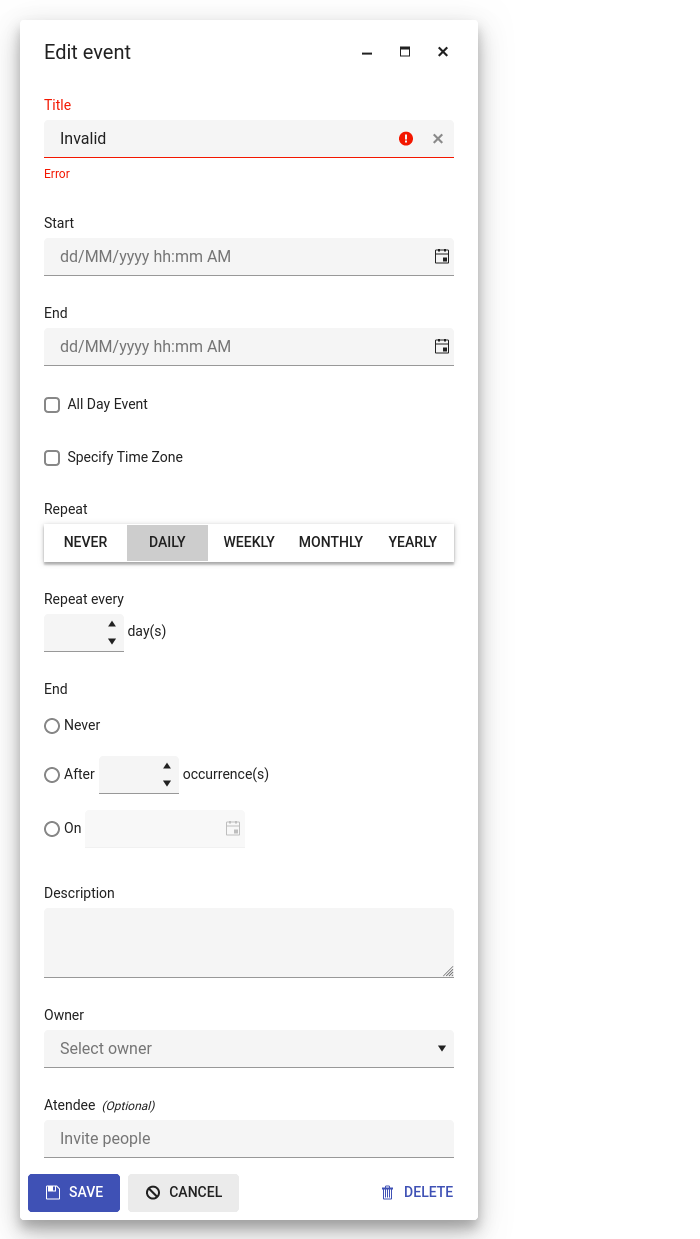 Edit event
Title
Invalid
Error
Start
dd/MM/yyyy hh:mm AM
End
dd/MM/yyyy hh:mm AM
All Day Event
Specify Time Zone
Repeat
NEVER DAILY WEEKLY MONTHLY YEARLY
Repeat every
day(s)
End
Never
After occurrence(s)
On
Description
Owner
Select owner
Atendee (Optional)
Invite people
SAVE CANCEL DELETE